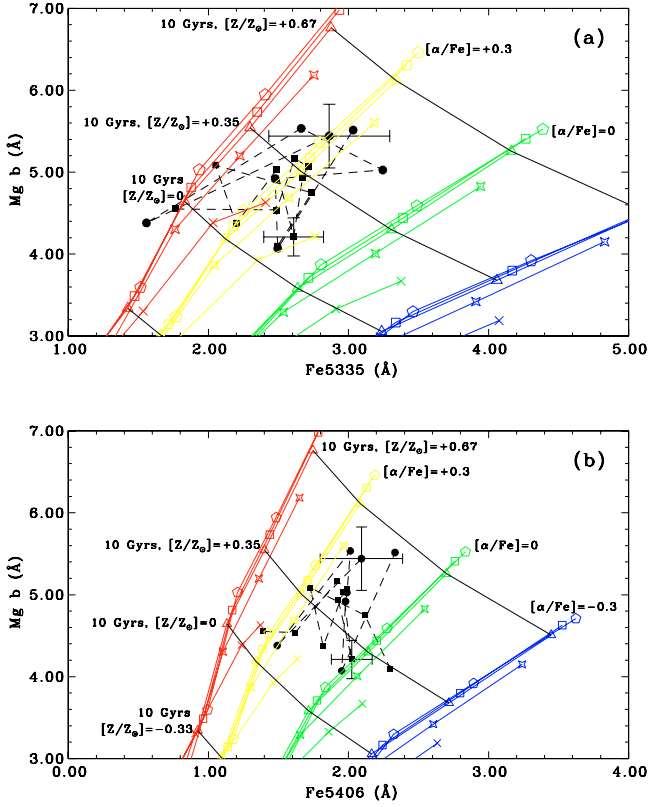 7.00
10 Gyrs, [Z/Z⊙]=+0.67
(a)
[α/Fe]=+0.3
6.00
10 Gyrs, [Z/Z⊙]=+0.35
[α/Fe]=0
5.00
10 Gyrs
[Z/Z⊙]=0
4.00
3.00
Mg b (Å)
1.00 2.00 3.00 4.00 5.00
Fe5335 (Å)
7.00
10 Gyrs, [Z/Z⊙]=+0.67
(b)
[α/Fe]=+0.3
6.00
10 Gyrs, [Z/Z⊙]=+0.35
[α/Fe]=0
5.00
[α/Fe]=−0.3
10 Gyrs, [Z/Z⊙]=0
4.00
10 Gyrs
[Z/Z⊙]=−0.33
3.00
Mg b (Å)
0.00 1.00 2.00 3.00 4.00
Fe5406 (Å)